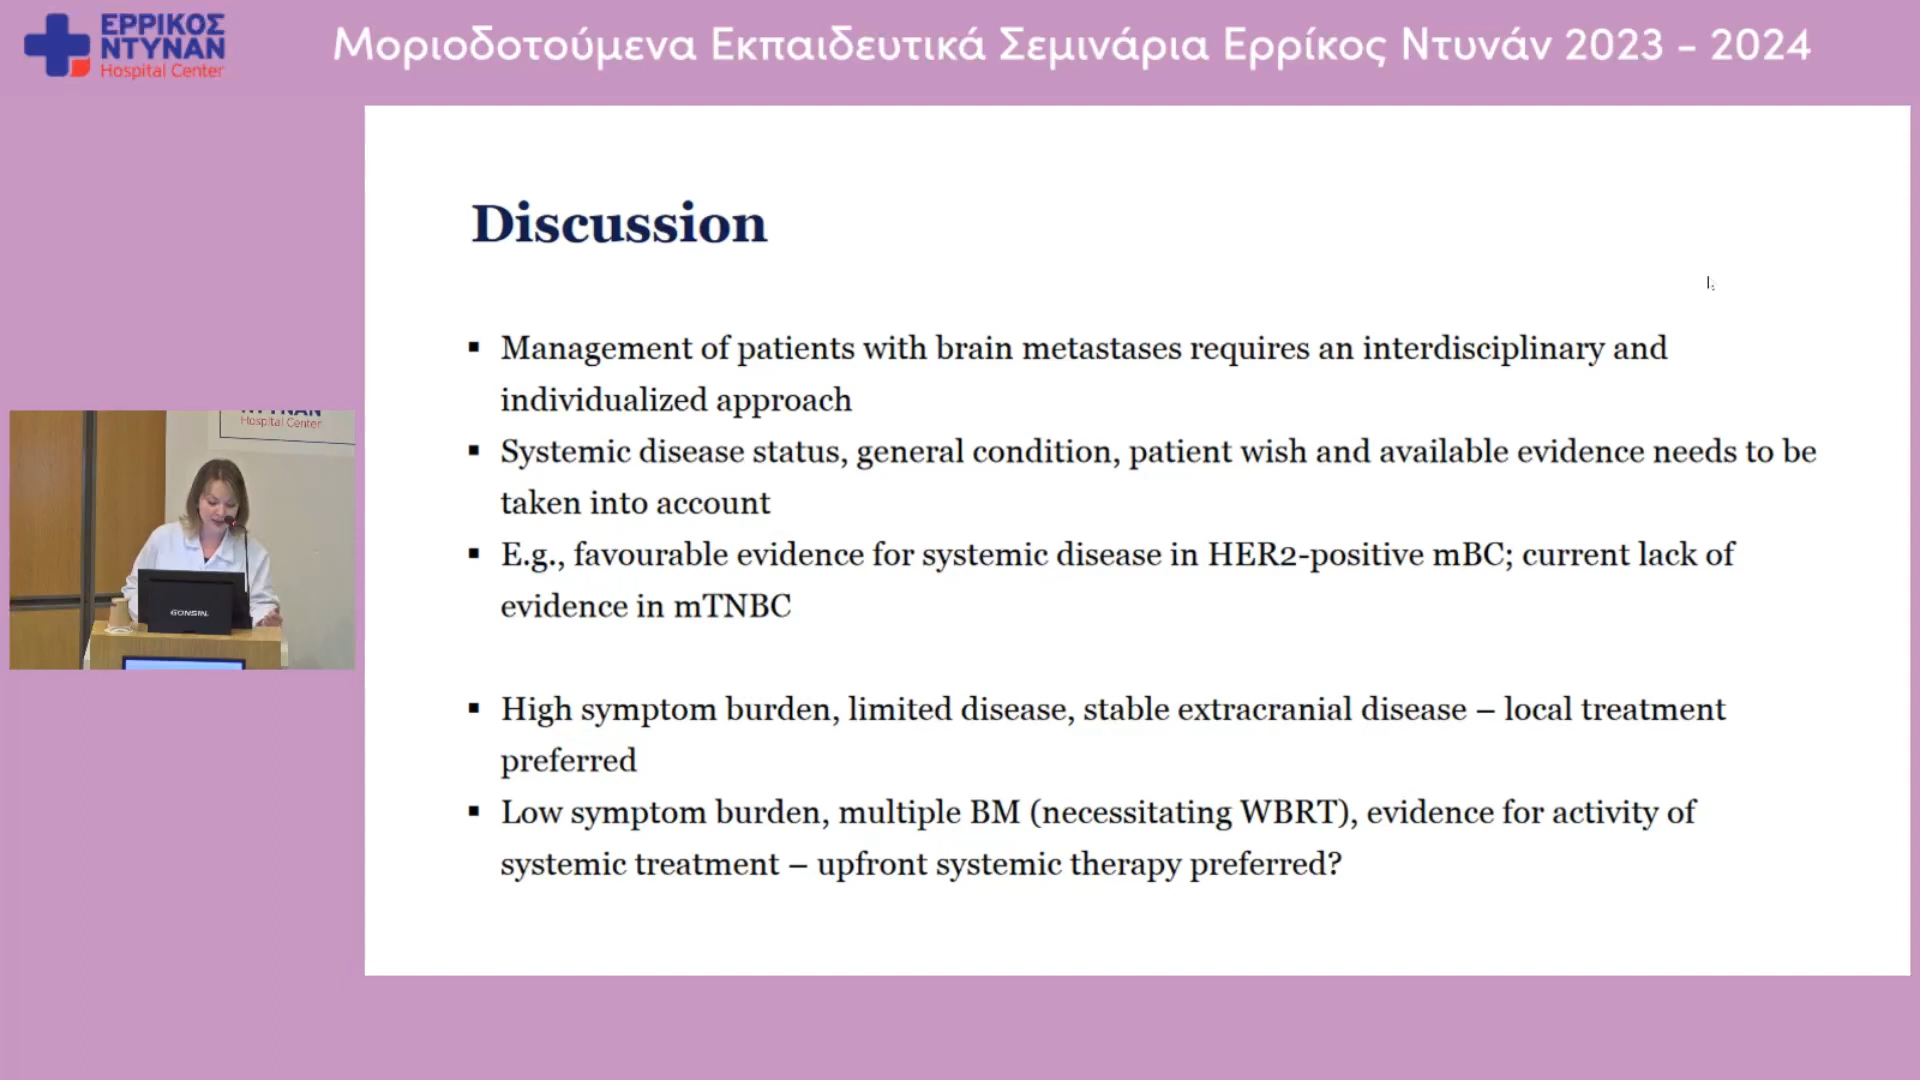 ΕΡΡΙΚΟΣ
ΝΤΥΝΑΝ
Hospital Center
Μοριοδοτούμενα Εκπαιδευτικά Σεμινάρια Ερρίκος Ντυνάν 2023 – 2024
Discussion
▪ Management of patients with brain metastases requires an interdisciplinary and
individualized approach
▪ Systemic disease status, general condition, patient wish and available evidence needs to be
taken into account
▪ E.g., favourable evidence for systemic disease in HER2-positive mBC; current lack of
evidence in mTNBC
▪ High symptom burden, limited disease, stable extracranial disease – local treatment
preferred
▪ Low symptom burden, multiple BM (necessitating WBRT), evidence for activity of
systemic treatment – upfront systemic therapy preferred?
ΝΤΥΝΑΝ
Hospital Center
GONSIN